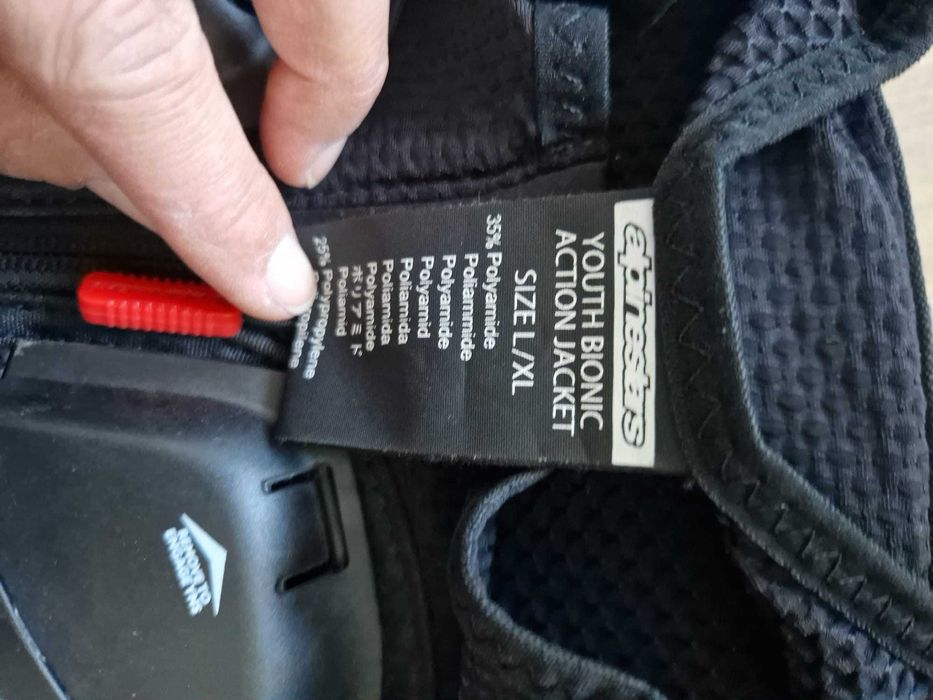 alpinestars
YOUTH BIONIC
ACTION JACKET
SIZE L/XL
35% Polyamide
Poliammide
Polyamide
Polyamid
Poliamida
Poliamida
Polyamide
ポリアミド
Poliamid
25% Polypropylene